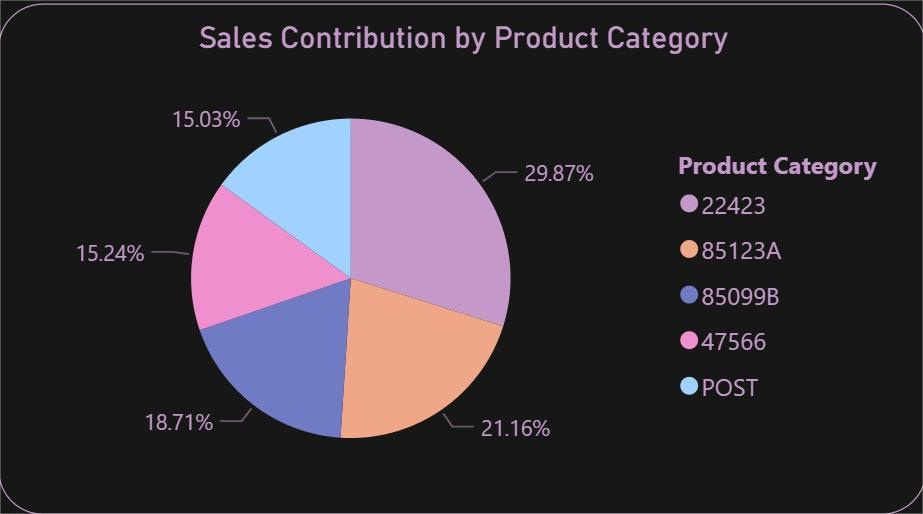 Sales Contribution by Product Category
15.03%
29.87%
15.24%
18.71%
21.16%
Product Category
22423
85123A
85099B
47566
POST